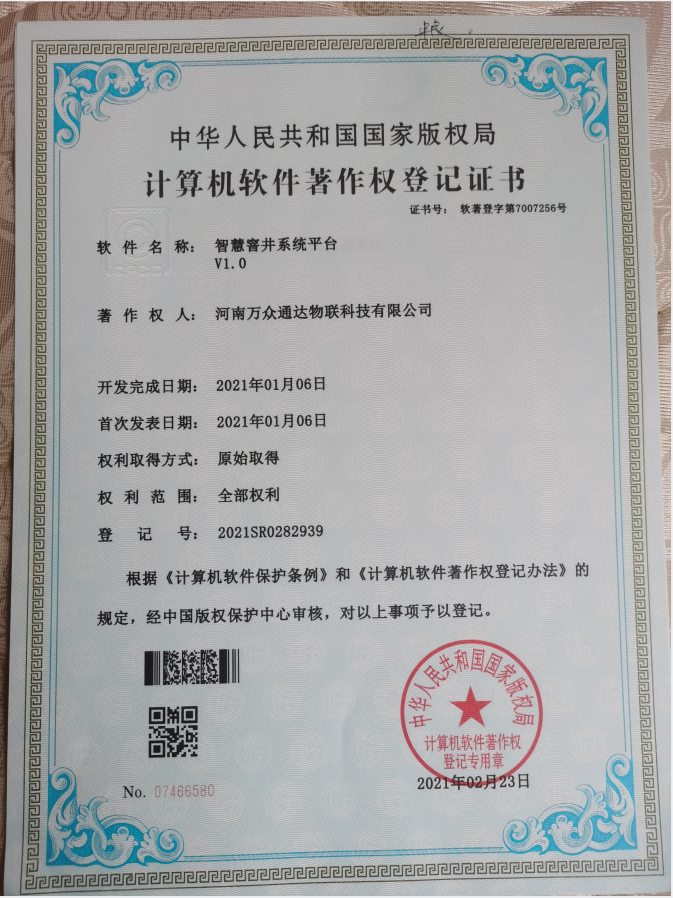 中华人民共和国国家版权局
计算机软件著作权登记证书
证书号： 软著登字第7007256号
软件名称： 智慧窨井系统平台
V1.0
著作权人： 河南万众通达物联科技有限公司
开发完成日期： 2021年01月06日
首次发表日期： 2021年01月06日
权利取得方式： 原始取得
权利范围： 全部权利
登记号： 2021SR0282939
根据《计算机软件保护条例》和《计算机软件著作权登记办法》的
规定，经中国版权保护中心审核，对以上事项予以登记。
中华人民共和国国家版权局
计算机软件著作权
登记专用章
No. 07466580
2021年02月23日